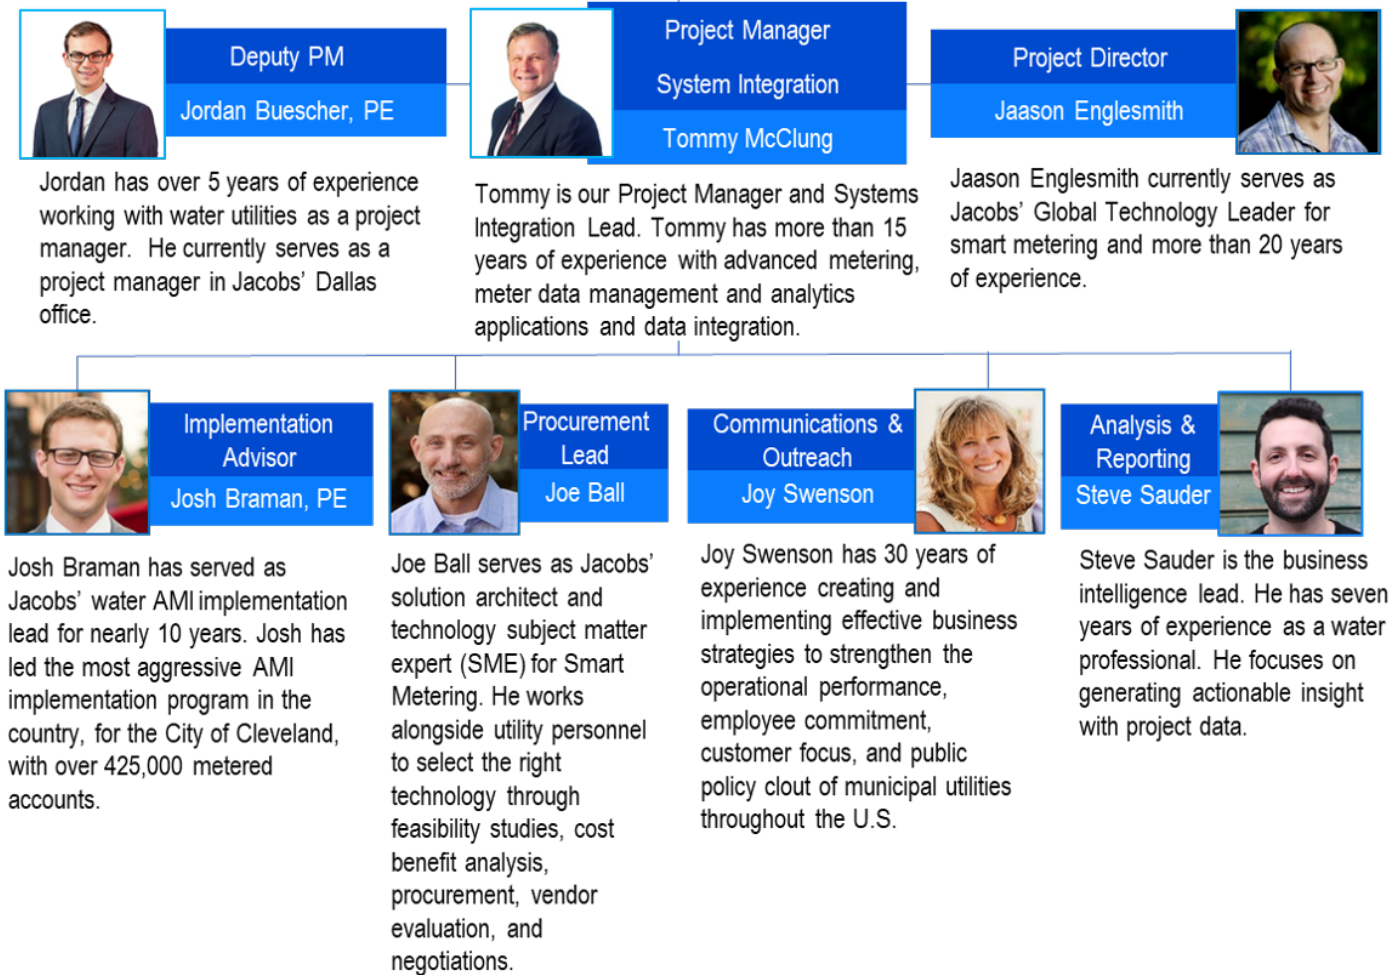 Deputy PM
Jordan Buescher, PE
Jordan has over 5 years of experience
working with water utilities as a project
manager. He currently serves as a
project manager in Jacobs’ Dallas
office.
Project Manager
System Integration
Tommy McClung
Tommy is our Project Manager and Systems
Integration Lead. Tommy has more than 15
years of experience with advanced metering,
meter data management and analytics
applications and data integration.
Project Director
Jaason Englesmith
Jaason Englesmith currently serves as
Jacobs’ Global Technology Leader for
smart metering and more than 20 years
of experience.
Implementation
Advisor
Josh Braman, PE
Josh Braman has served as
Jacobs’ water AMI implementation
lead for nearly 10 years. Josh has
led the most aggressive AMI
implementation program in the
country, for the City of Cleveland,
with over 425,000 metered
accounts.
Procurement
Lead
Joe Ball
Joe Ball serves as Jacobs’
solution architect and
technology subject matter
expert (SME) for Smart
Metering. He works
alongside utility personnel
to select the right
technology through
feasibility studies, cost
benefit analysis,
procurement, vendor
evaluation, and
negotiations.
Communications &
Outreach
Joy Swenson
Joy Swenson has 30 years of
experience creating and
implementing effective business
strategies to strengthen the
operational performance,
employee commitment,
customer focus, and public
policy clout of municipal utilities
throughout the U.S.
Analysis &
Reporting
Steve Sauder
Steve Sauder is the business
intelligence lead. He has seven
years of experience as a water
professional. He focuses on
generating actionable insight
with project data.